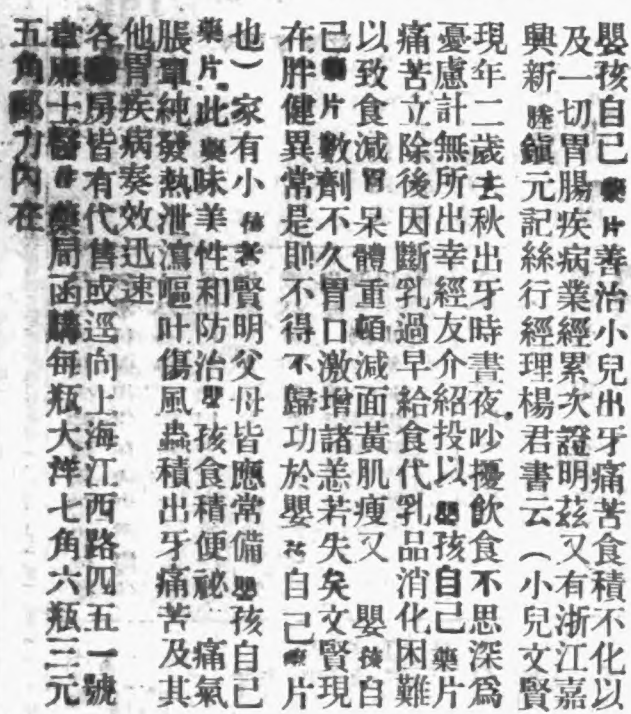 嬰孩自己藥片善治小兒出牙痛苦食積不化以
及一切胃腸疾病業經累次證明茲又有浙江嘉
興新塍鎮元記絲行經理楊君書云（小兒文賢
現年二歲去秋出牙時晝夜吵擾飲食不思深為
憂慮計無所出幸經友介紹投以嬰孩自己藥片
痛苦立除後因斷乳過早給食代乳品消化困難
以致食減胃呆體重頓減面黃肌瘦又嬰孩自
己藥片數劑不久胃口激增諸恙若失矣文賢現
在胖健異常是即不得不歸功於嬰孩自己藥片
也）家有小孩者賢明父母皆應常備嬰孩自己
藥片此藥味美性和防治嬰孩食積便祕痛氣
脹單純發熱泄瀉嘔吐傷風蟲積出牙痛苦及其
他胃疾病奏效迅速
各藥房皆有代售或逕向上海江西路四五一號
韋廉士醫生藥局函購每瓶大洋七角六瓶三元
五角郵力內在